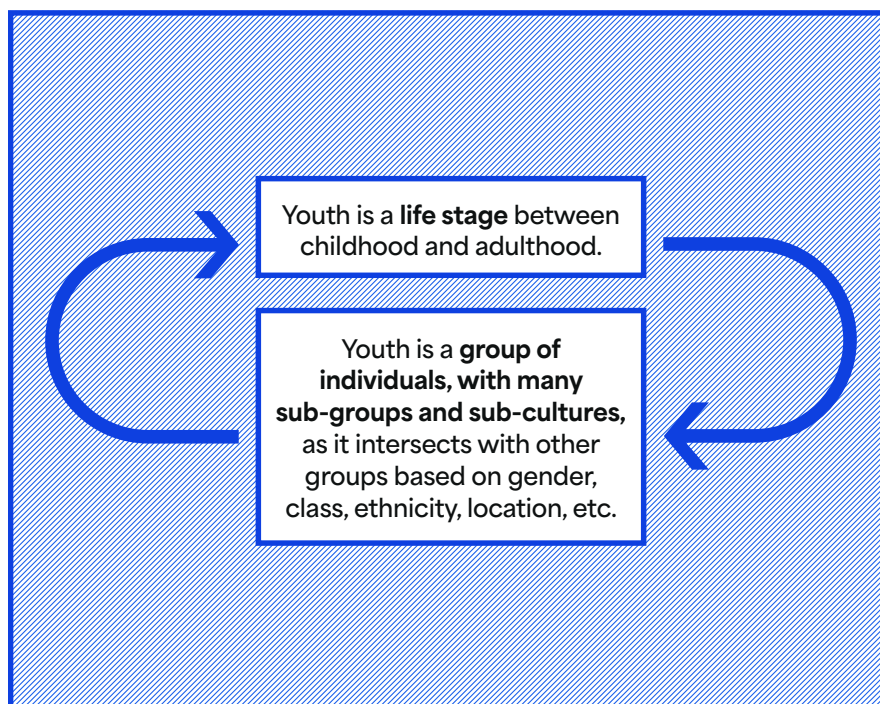 Youth is a life stage between
childhood and adulthood.
Youth is a group of
individuals, with many
sub-groups and sub-cultures,
as it intersects with other
groups based on gender,
class, ethnicity, location, etc.